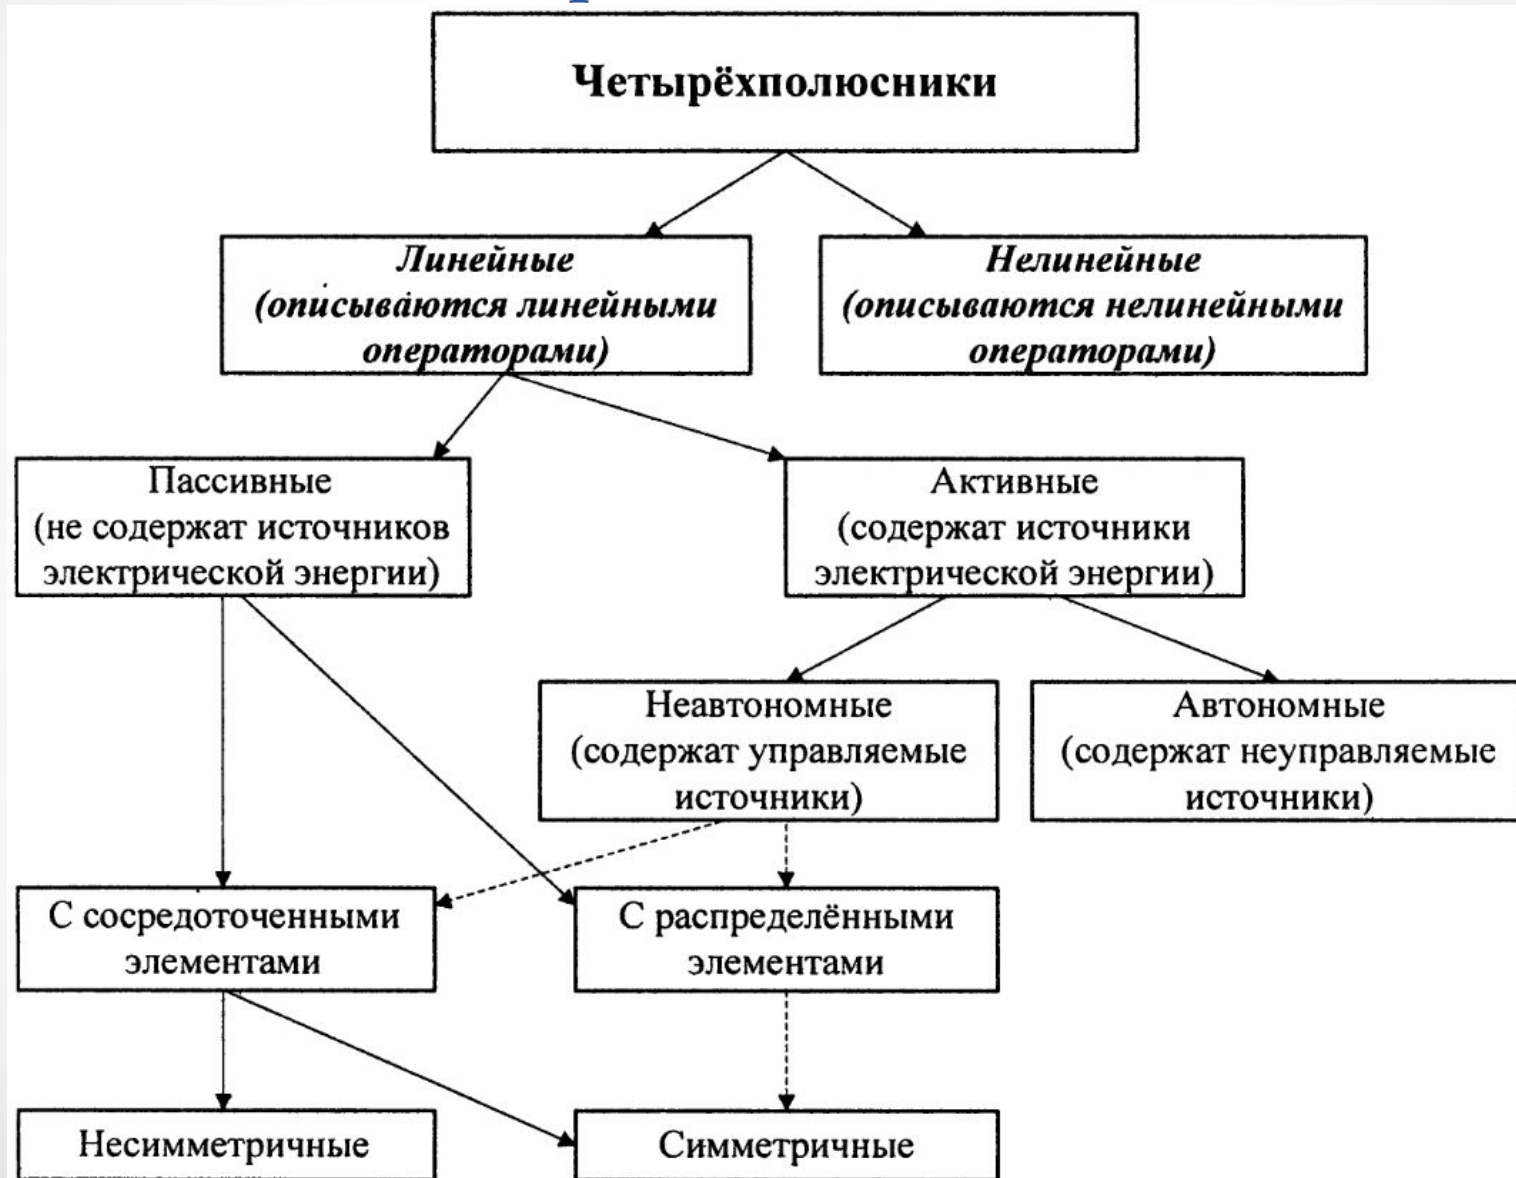 Четырёхполюсники
Линейные
(описываются линейными
операторами)
Нелинейные
(описываются нелинейными
операторами)
Пассивные
(не содержат источников
электрической энергии)
Активные
(содержат источники
электрической энергии)
Неавтономные
(содержат управляемые
источники)
Автономные
(содержат неуправляемые
источники)
С сосредоточенными
элементами
С распределёнными
элементами
Несимметричные
Симметричные